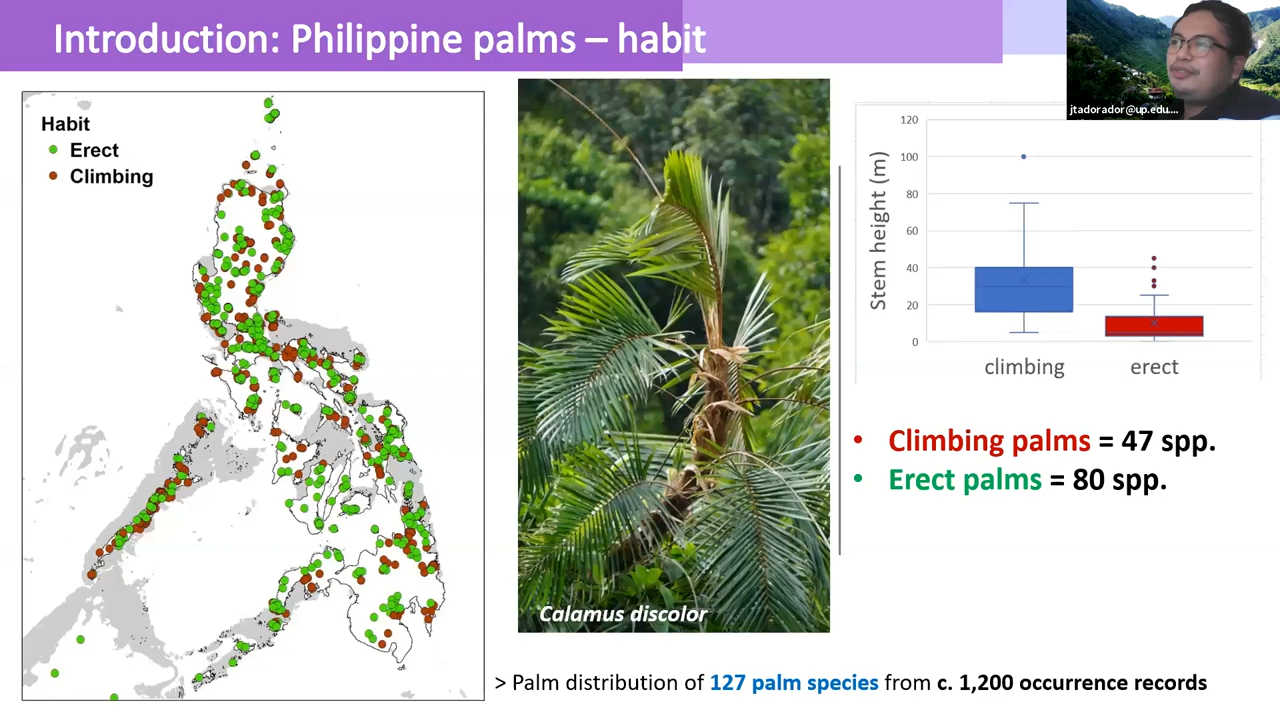 Introduction: Philippine palms – habit
jtadorador@up.edu....
Habit
Erect
Climbing
Calamus discolor
Stem height (m)
120
100
80
60
40
20
0
climbing
erect
• Climbing palms = 47 spp.
• Erect palms = 80 spp.
> Palm distribution of 127 palm species from c. 1,200 occurrence records